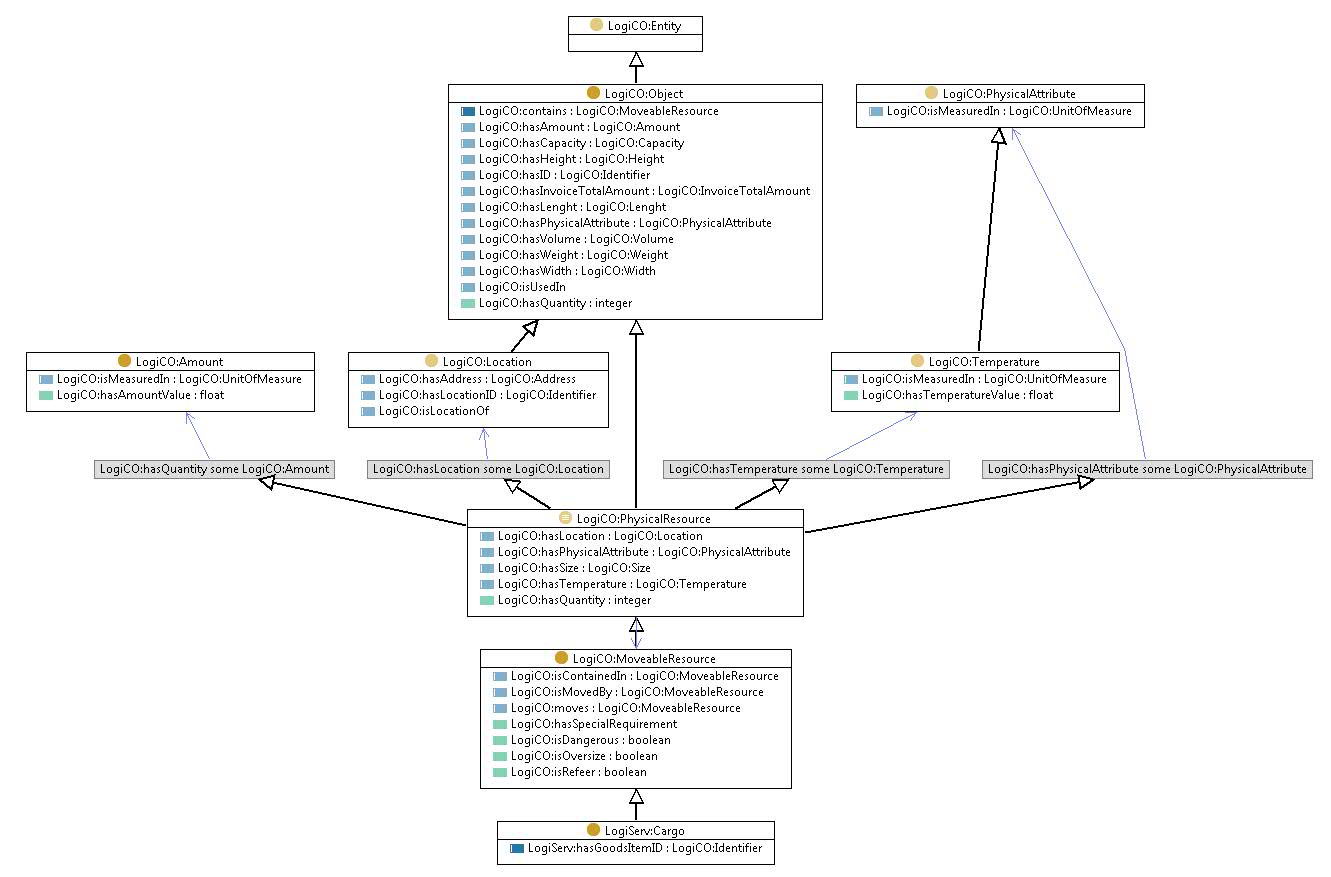 LogiCO:Entity
LogiCO:Object
LogiCO:contains : LogiCO:MoveableResource
LogiCO:hasAmount : LogiCO:Amount
LogiCO:hasCapacity : LogiCO:Capacity
LogiCO:hasHeight : LogiCO:Height
LogiCO:hasID : LogiCO:Identifier
LogiCO:hasInvoiceTotalAmount : LogiCO:InvoiceTotalAmount
LogiCO:hasLenght : LogiCO:Lenght
LogiCO:hasPhysicalAttribute : LogiCO:PhysicalAttribute
LogiCO:hasVolume : LogiCO:Volume
LogiCO:hasWeight : LogiCO:Weight
LogiCO:hasWidth : LogiCO:Width
LogiCO:isUsedIn
LogiCO:hasQuantity : integer
LogiCO:PhysicalAttribute
LogiCO:isMeasuredIn : LogiCO:UnitOfMeasure
LogiCO:Amount
LogiCO:isMeasuredIn : LogiCO:UnitOfMeasure
LogiCO:hasAmountValue : float
LogiCO:Location
LogiCO:hasAddress : LogiCO:Address
LogiCO:hasLocationID : LogiCO:Identifier
LogiCO:isLocationOf
LogiCO:Temperature
LogiCO:isMeasuredIn : LogiCO:UnitOfMeasure
LogiCO:hasTemperatureValue : float
LogiCO:hasQuantity some LogiCO:Amount
LogiCO:hasLocation some LogiCO:Location
LogiCO:hasTemperature some LogiCO:Temperature
LogiCO:hasPhysicalAttribute some LogiCO:PhysicalAttribute
LogiCO:PhysicalResource
LogiCO:hasLocation : LogiCO:Location
LogiCO:hasPhysicalAttribute : LogiCO:PhysicalAttribute
LogiCO:hasSize : LogiCO:Size
LogiCO:hasTemperature : LogiCO:Temperature
LogiCO:hasQuantity : integer
LogiCO:MoveableResource
LogiCO:isContainedIn : LogiCO:MoveableResource
LogiCO:isMovedBy : LogiCO:MoveableResource
LogiCO:moves : LogiCO:MoveableResource
LogiCO:hasSpecialRequirement
LogiCO:isDangerous : boolean
LogiCO:isOversize : boolean
LogiCO:isRefeer : boolean
LogiServ:Cargo
LogiServ:hasGoodsItemID : LogiCO:Identifier